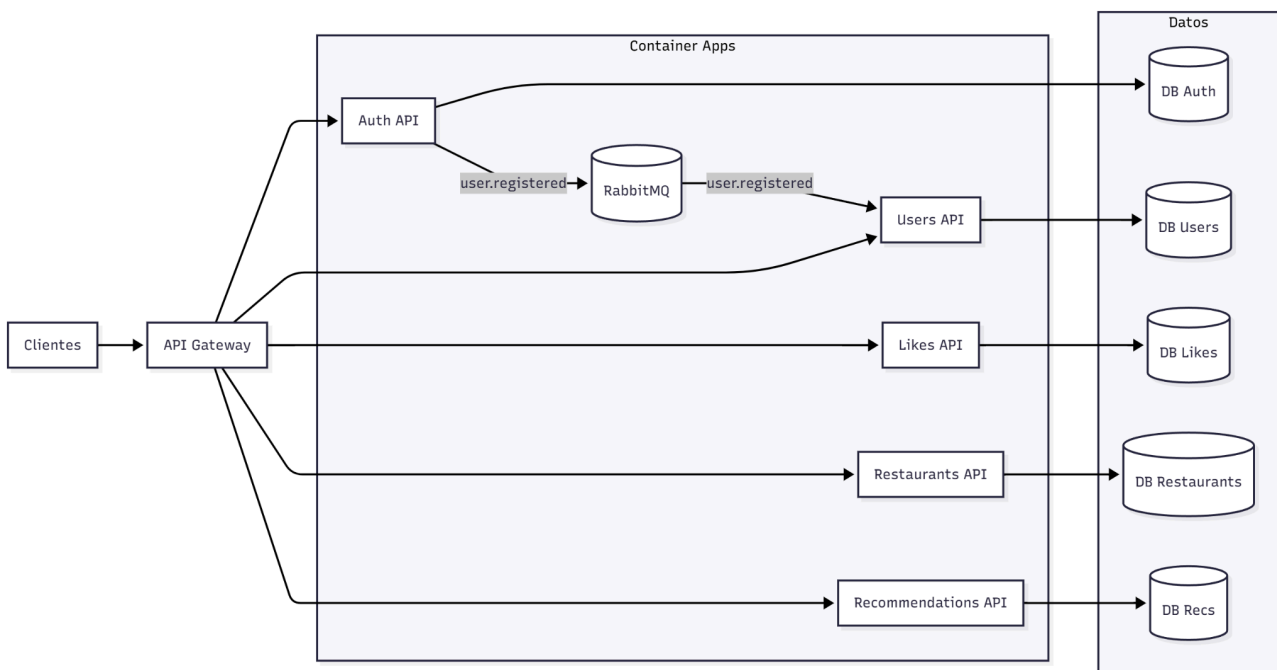 Datos
Container Apps
DB Auth
Auth API
user.registered
RabbitMQ
user.registered
Users API
DB Users
Clientes
API Gateway
Likes API
DB Likes
Restaurants API
DB Restaurants
Recommendations API
DB Recs